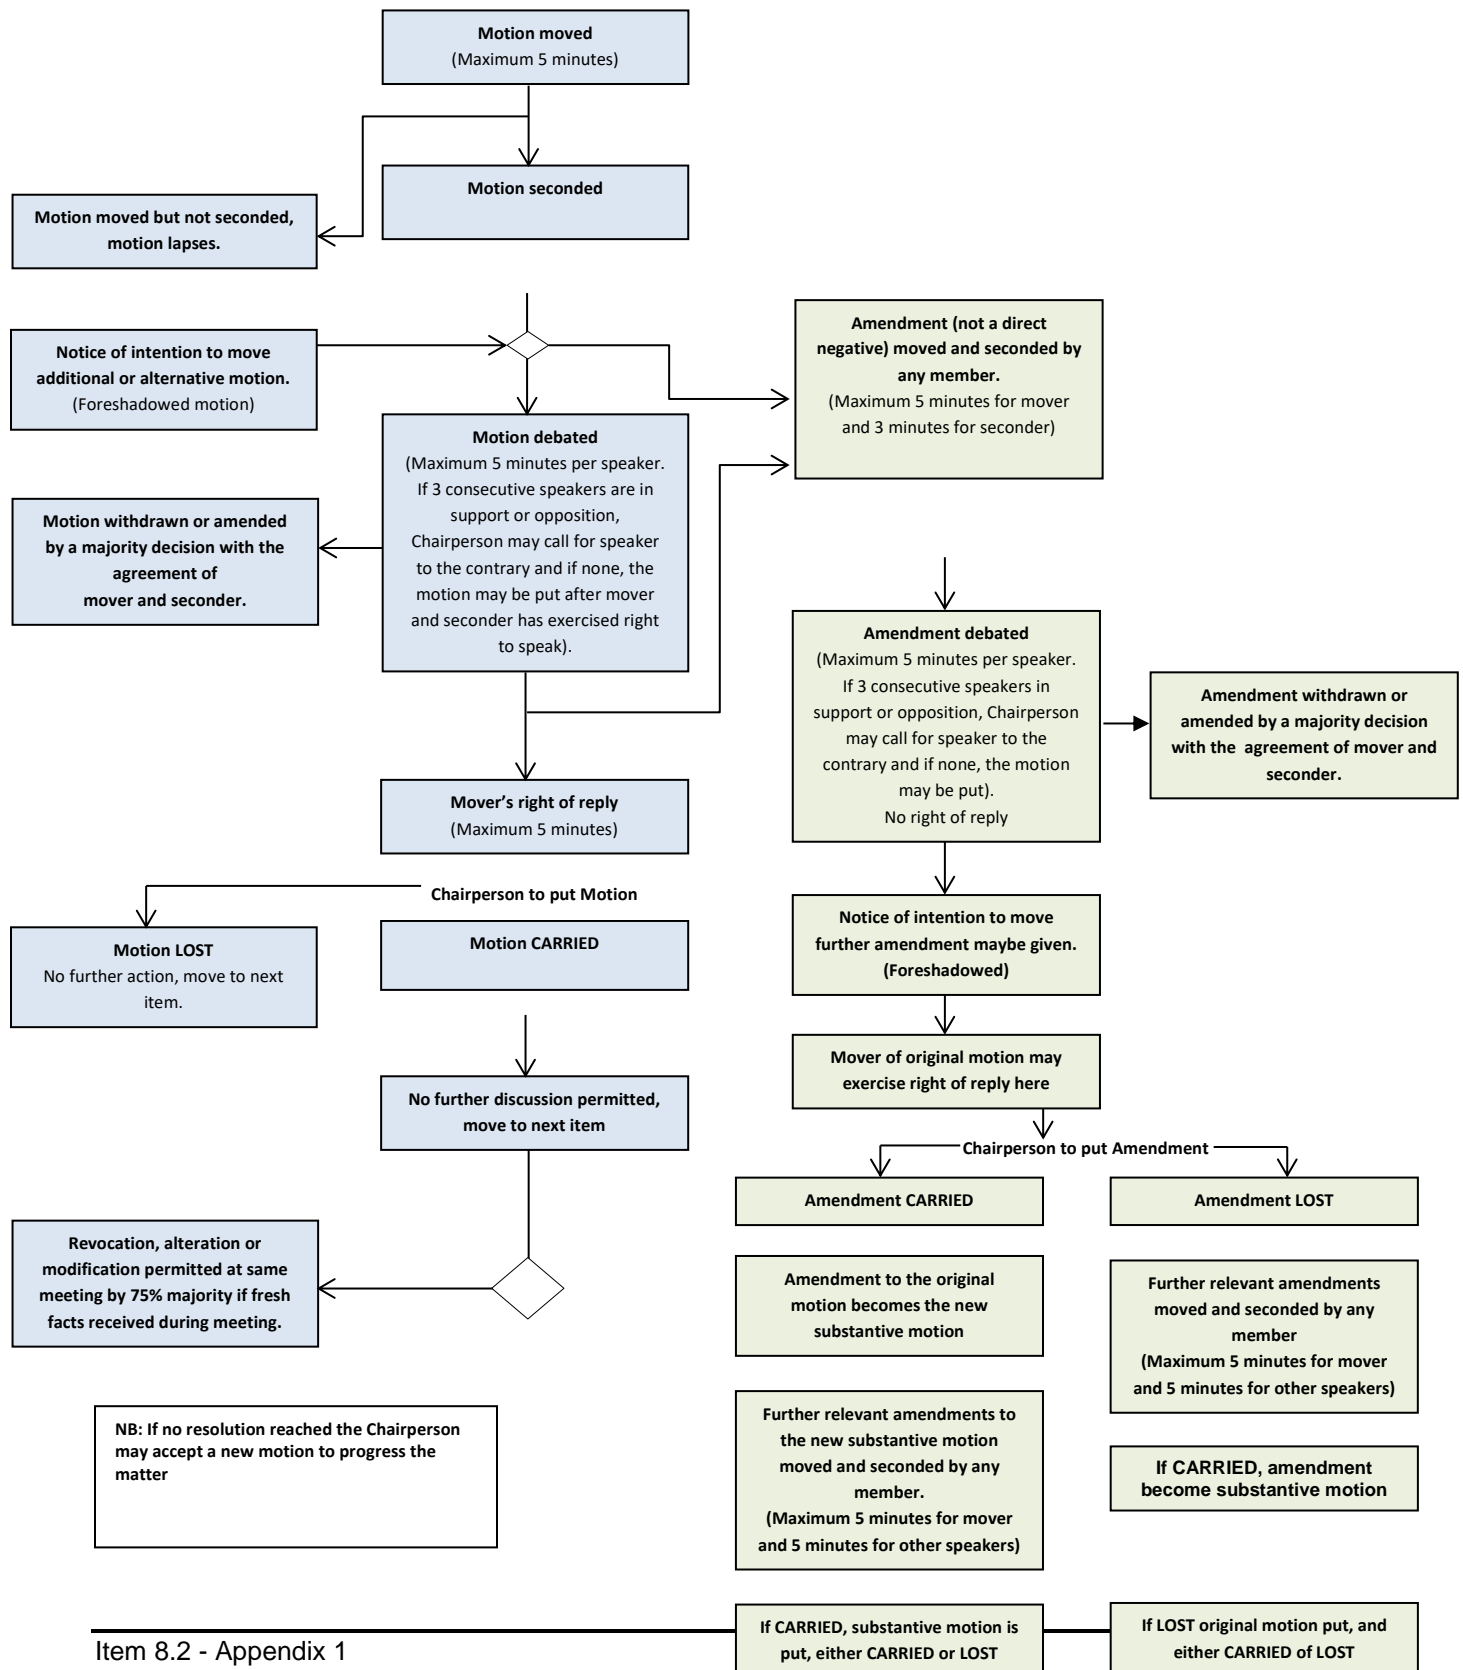 Motion moved
(Maximum 5 minutes)
Motion seconded
Motion moved but not seconded,
motion lapses.
Notice of intention to move
additional or alternative motion.
(Foreshadowed motion)
Amendment (not a direct
negative) moved and seconded by
any member.
(Maximum 5 minutes for mover
and 3 minutes for seconder)
Motion debated
(Maximum 5 minutes per speaker.
If 3 consecutive speakers are in
support or opposition,
Chairperson may call for speaker
to the contrary and if none, the
motion may be put after mover
and seconder has exercised right
to speak).
Motion withdrawn or amended
by a majority decision with the
agreement of
mover and seconder.
Amendment debated
(Maximum 5 minutes per speaker.
If 3 consecutive speakers in
support or opposition, Chairperson
may call for speaker to the
contrary and if none, the motion
may be put).
No right of reply
Amendment withdrawn or
amended by a majority decision
with the agreement of mover and
seconder.
Mover's right of reply
(Maximum 5 minutes)
Chairperson to put Motion
Motion LOST
No further action, move to next
item.
Motion CARRIED
Notice of intention to move
further amendment maybe given.
(Foreshadowed)
Mover of original motion may
exercise right of reply here
No further discussion permitted,
move to next item
Chairperson to put Amendment
Amendment CARRIED
Amendment LOST
Revocation, alteration or
modification permitted at same
meeting by 75% majority if fresh
facts received during meeting.
Amendment to the original
motion becomes the new
substantive motion
Further relevant amendments
moved and seconded by any
member
(Maximum 5 minutes for mover
and 5 minutes for other speakers)
NB: If no resolution reached the Chairperson
may accept a new motion to progress the
matter
Further relevant amendments to
the new substantive motion
moved and seconded by any
member.
(Maximum 5 minutes for mover
and 5 minutes for other speakers)
If CARRIED, amendment
become substantive motion
If CARRIED, substantive motion is
put, either CARRIED or LOST
If LOST original motion put, and
either CARRIED of LOST
Item 8.2 - Appendix 1